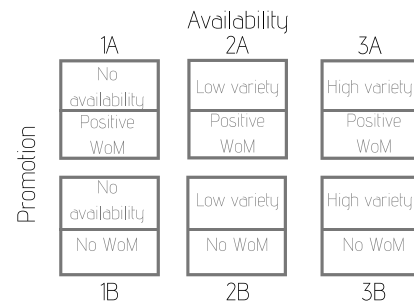 Availability
1A 2A 3A
No availability
Low variety
High variety
Positive WoM
Positive WoM
Positive WoM
Promotion
No availability
Low variety
High variety
No WoM
No WoM
No WoM
1B 2B 3B